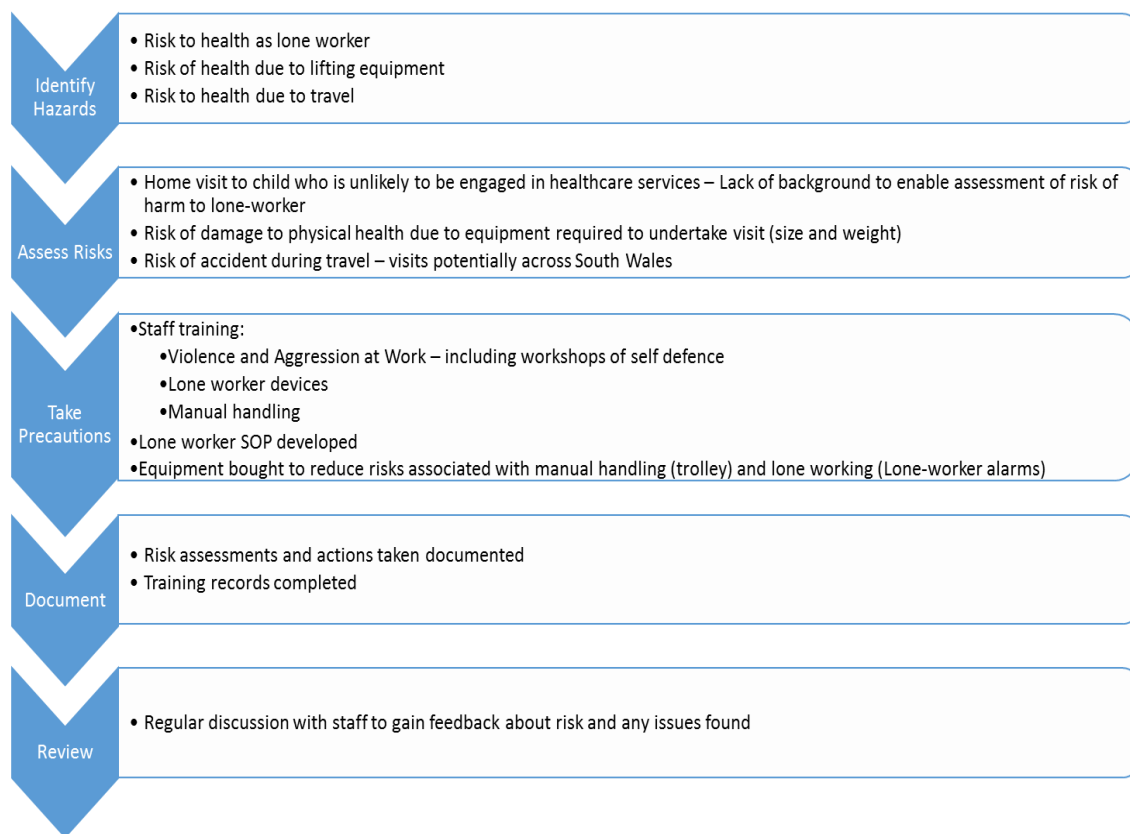 Identify
Hazards
• Risk to health as lone worker
• Risk of health due to lifting equipment
• Risk to health due to travel
Assess Risks
• Home visit to child who is unlikely to be engaged in healthcare services – Lack of background to enable assessment of risk of
harm to lone-worker
• Risk of damage to physical health due to equipment required to undertake visit (size and weight)
• Risk of accident during travel – visits potentially across South Wales
Take
Precautions
•Staff training:
•Violence and Aggression at Work – including workshops of self defence
•Lone worker devices
•Manual handling
•Lone worker SOP developed
•Equipment bought to reduce risks associated with manual handling (trolley) and lone working (Lone-worker alarms)
Document
• Risk assessments and actions taken documented
• Training records completed
Review
• Regular discussion with staff to gain feedback about risk and any issues found